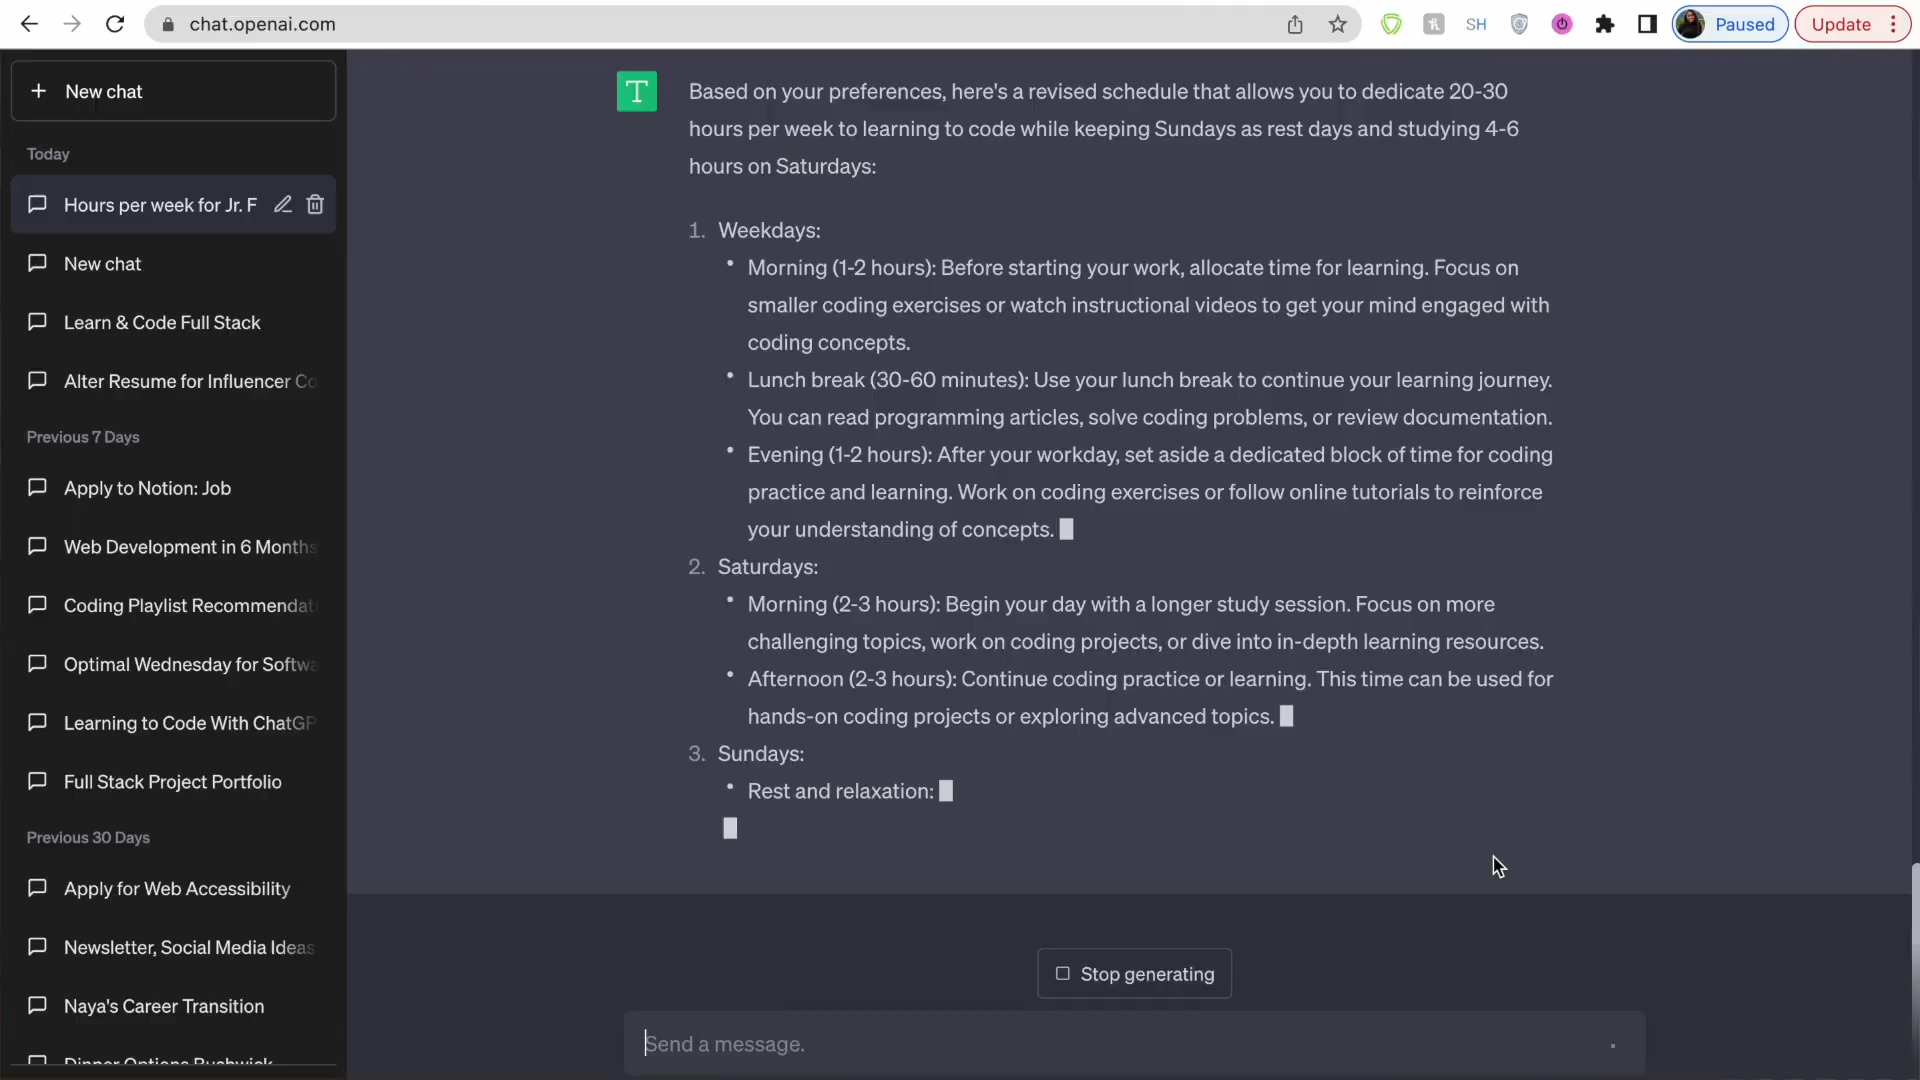 chat.openai.com
SH
Paused
Update
New chat
Today
Hours per week for Jr. F
New chat
Learn & Code Full Stack
Alter Resume for Influencer Co
Previous 7 Days
Apply to Notion: Job
Web Development in 6 Months
Coding Playlist Recommendati
Optimal Wednesday for Softwa
Learning to Code With ChatGP
Full Stack Project Portfolio
Previous 30 Days
Apply for Web Accessibility
Newsletter, Social Media Ideas
Naya's Career Transition
Dinner Options Bushwick
T
Based on your preferences, here's a revised schedule that allows you to dedicate 20-30
hours per week to learning to code while keeping Sundays as rest days and studying 4-6
hours on Saturdays:
1. Weekdays:
• Morning (1-2 hours): Before starting your work, allocate time for learning. Focus on
smaller coding exercises or watch instructional videos to get your mind engaged with
coding concepts.
• Lunch break (30-60 minutes): Use your lunch break to continue your learning journey.
You can read programming articles, solve coding problems, or review documentation.
• Evening (1-2 hours): After your workday, set aside a dedicated block of time for coding
practice and learning. Work on coding exercises or follow online tutorials to reinforce
your understanding of concepts.
2. Saturdays:
• Morning (2-3 hours): Begin your day with a longer study session. Focus on more
challenging topics, work on coding projects, or dive into in-depth learning resources.
• Afternoon (2-3 hours): Continue coding practice or learning. This time can be used for
hands-on coding projects or exploring advanced topics.
3. Sundays:
• Rest and relaxation:
Stop generating
Send a message.